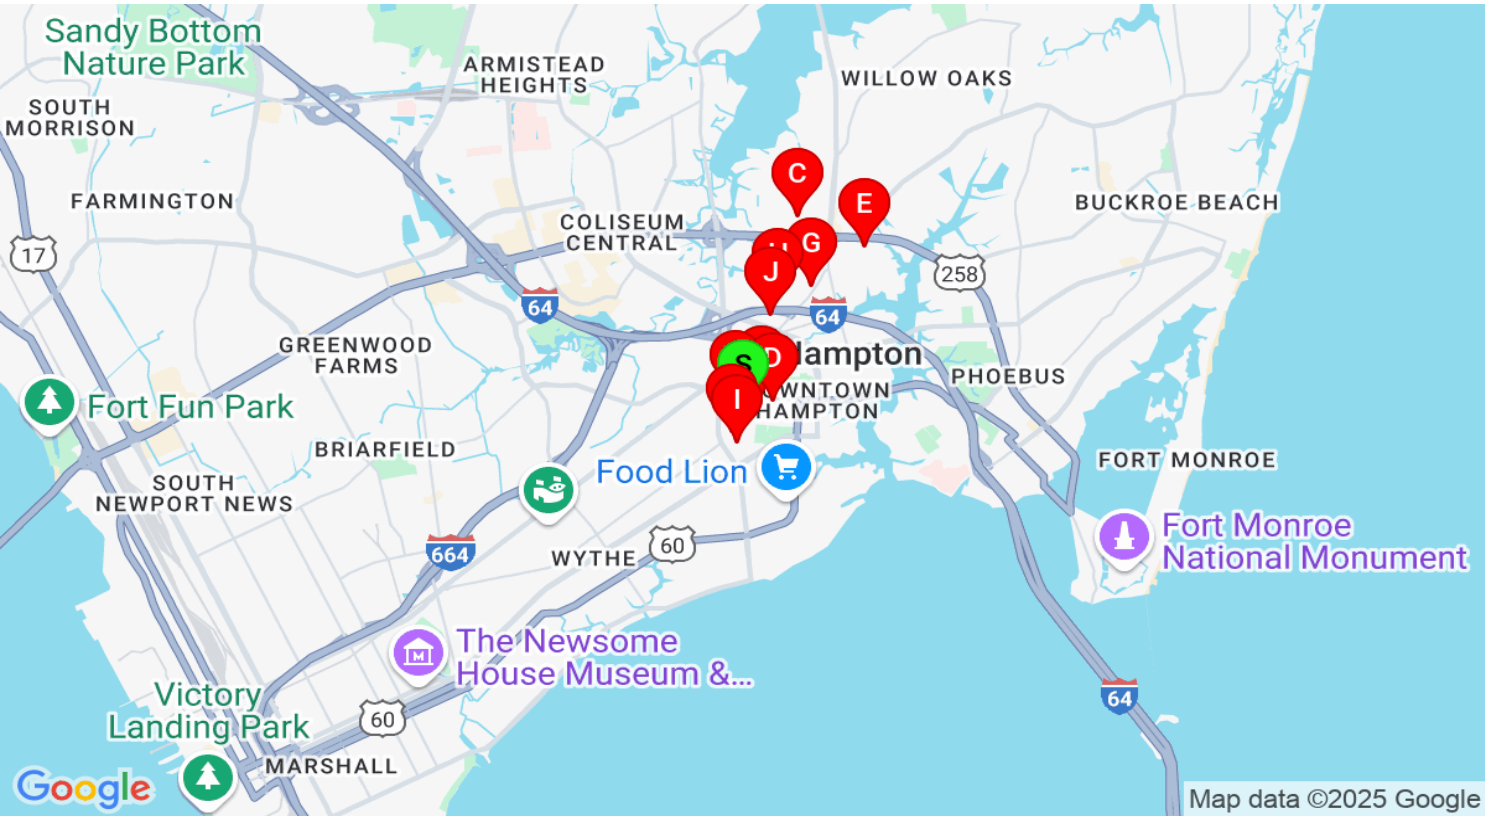 Sandy Bottom
Nature Park
ARMISTEAD
HEIGHTS
WILLOW OAKS
SOUTH
MORRISON
C
FARMINGTON
E
BUCKROE BEACH
COLISEUM
CENTRAL
G
17
J
258
64
64
GREENWOOD
FARMS
S
D
PHOEBUS
I
HAMPTON
Fort Fun Park
BRIARFIELD
Food Lion
FORT MONROE
SOUTH
NEWPORT NEWS
Fort Monroe
National Monument
664
WYTHE
60
The Newsome
House Museum &...
M
Victory
Landing Park
60
64
MARSHALL
Google
Map data ©2025 Google